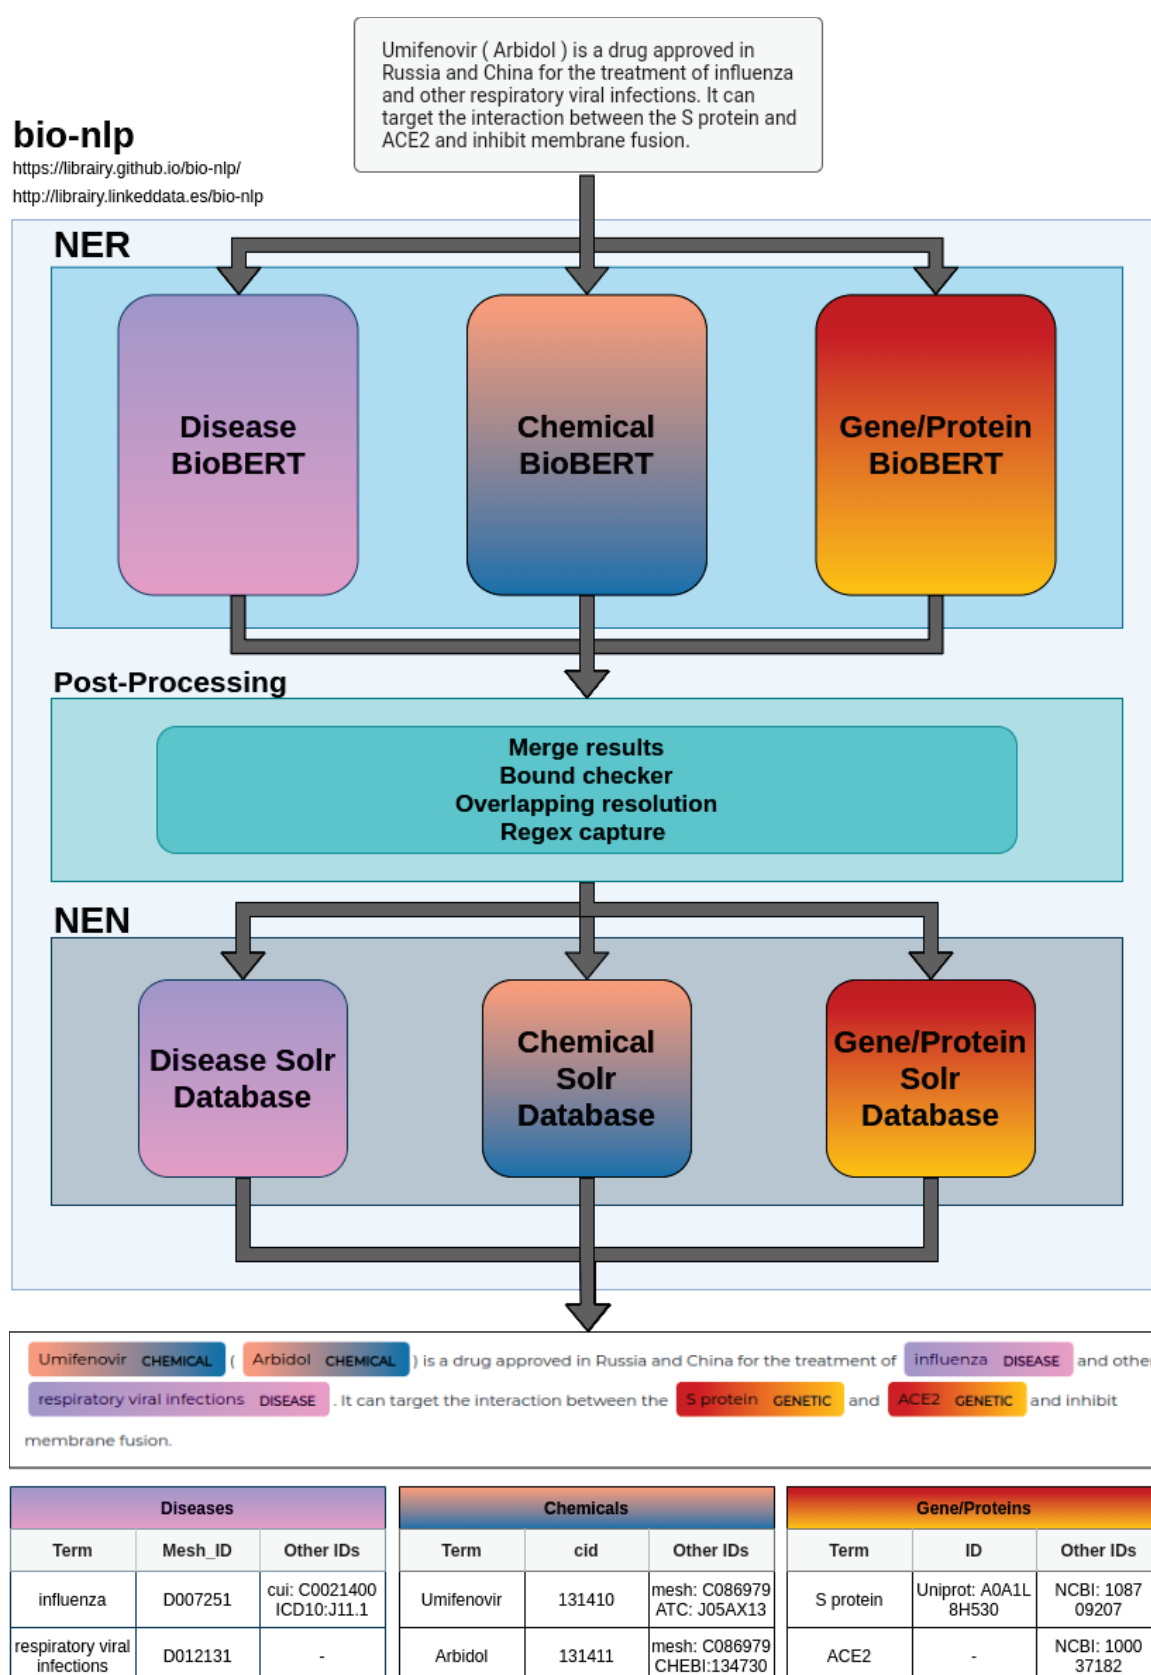 Umifenovir ( Arbidol ) is a drug approved in
Russia and China for the treatment of influenza
and other respiratory viral infections. It can
target the interaction between the S protein and
ACE2 and inhibit membrane fusion.
bio-nlp
https://librairy.github.io/bio-nlp/
http://librairy.linkeddata.es/bio-nlp
NER
Disease
BioBERT
Chemical
BioBERT
Gene/Protein
BioBERT
Post-Processing
Merge results
Bound checker
Overlapping resolution
Regex capture
NEN
Disease Solr
Database
Chemical
Solr
Database
Gene/Protein
Solr
Database
Umifenovir CHEMICAL ( Arbidol CHEMICAL ) is a drug approved in Russia and China for the treatment of influenza DISEASE and other
respiratory viral infections DISEASE . It can target the interaction between the S protein GENETIC and ACE2 GENETIC and inhibit
membrane fusion.
Diseases
Term Mesh_ID Other IDs
influenza D007251 cui: C0021400
ICD10:J11.1
respiratory viral
infections D012131 -
Chemicals
Term cid Other IDs
Umifenovir 131410 mesh: C086979
ATC: J05AX13
Arbidol 131411 mesh: C086979
CHEBI:134730
Gene/Proteins
Term ID Other IDs
S protein Uniprot: A0A1L
8H530 NCBI: 1087
09207
ACE2 - NCBI: 1000
37182